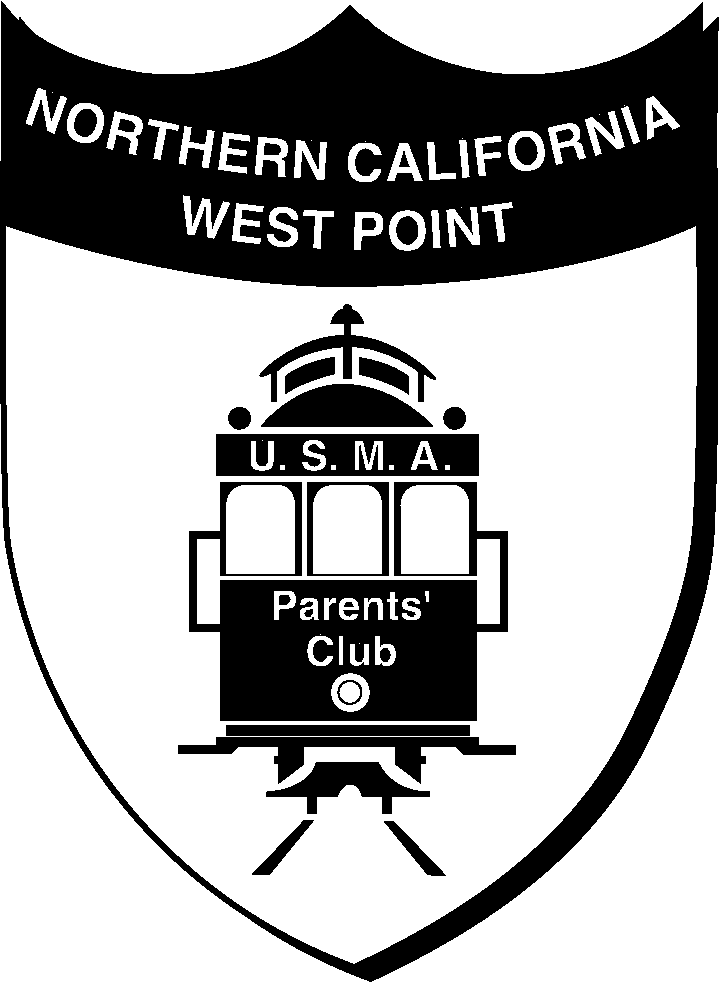 NORTHERN CALIFORNIA
WEST POINT
U. S. M. A.
Parents'
Club